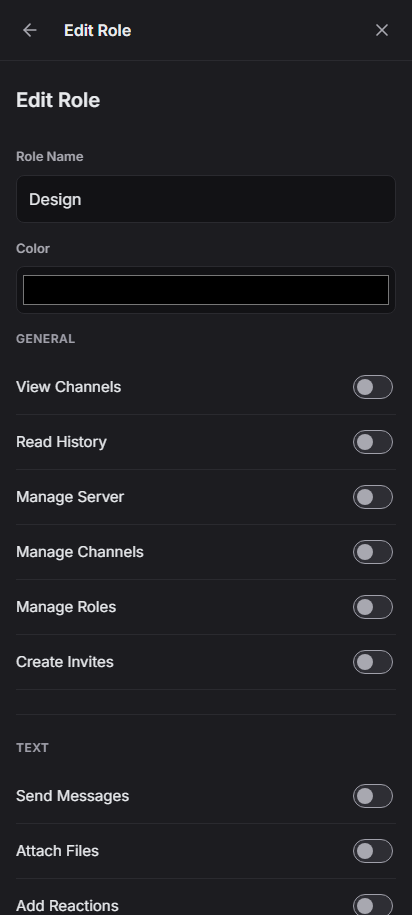 Edit Role
Edit Role
Role Name
Design
Color
GENERAL
View Channels
Read History
Manage Server
Manage Channels
Manage Roles
Create Invites
TEXT
Send Messages
Attach Files
Add Reactions